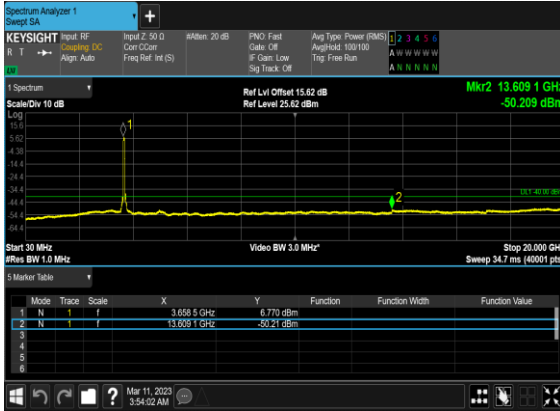 Spectrum Analyzer 1
Swept SA
+
KEYSIGHT
R T
Input: RF
Coupling: DC
Align: Auto
Input Z: 50 Ω
Corr CCorr
Freq Ref: Int (S)
#Atten: 20 dB
PNO: Fast
Gate: Off
IF Gain: Low
Sig Track: Off
Avg Type: Power (RMS)
Avg|Hold: 100/100
Trig: Free Run
1 2 3 4 5 6
A W W W W W
A N N N N N
1 Spectrum
Scale/Div 10 dB
Ref Lvl Offset 15.62 dB
Ref Level 25.62 dBm
Mkr2 13.609 1 GHz
-50.209 dBm
Log
15.6
5.62
-4.38
-14.4
-24.4
-34.4
-44.4
-54.4
-64.4
1
2
DL1 -40.00 dBm
Start 30 MHz
#Res BW 1.0 MHz
Video BW 3.0 MHz*
Stop 20.000 GHz
Sweep 34.7 ms (40001 pts)
5 Marker Table
Mode Trace Scale X Y Function Function Width Function Value
1 N 1 f 3.658 5 GHz 6.770 dBm
2 N 1 f 13.609 1 GHz -50.21 dBm
3
4
5
6
?
Mar 11, 2023
3:54:02 AM